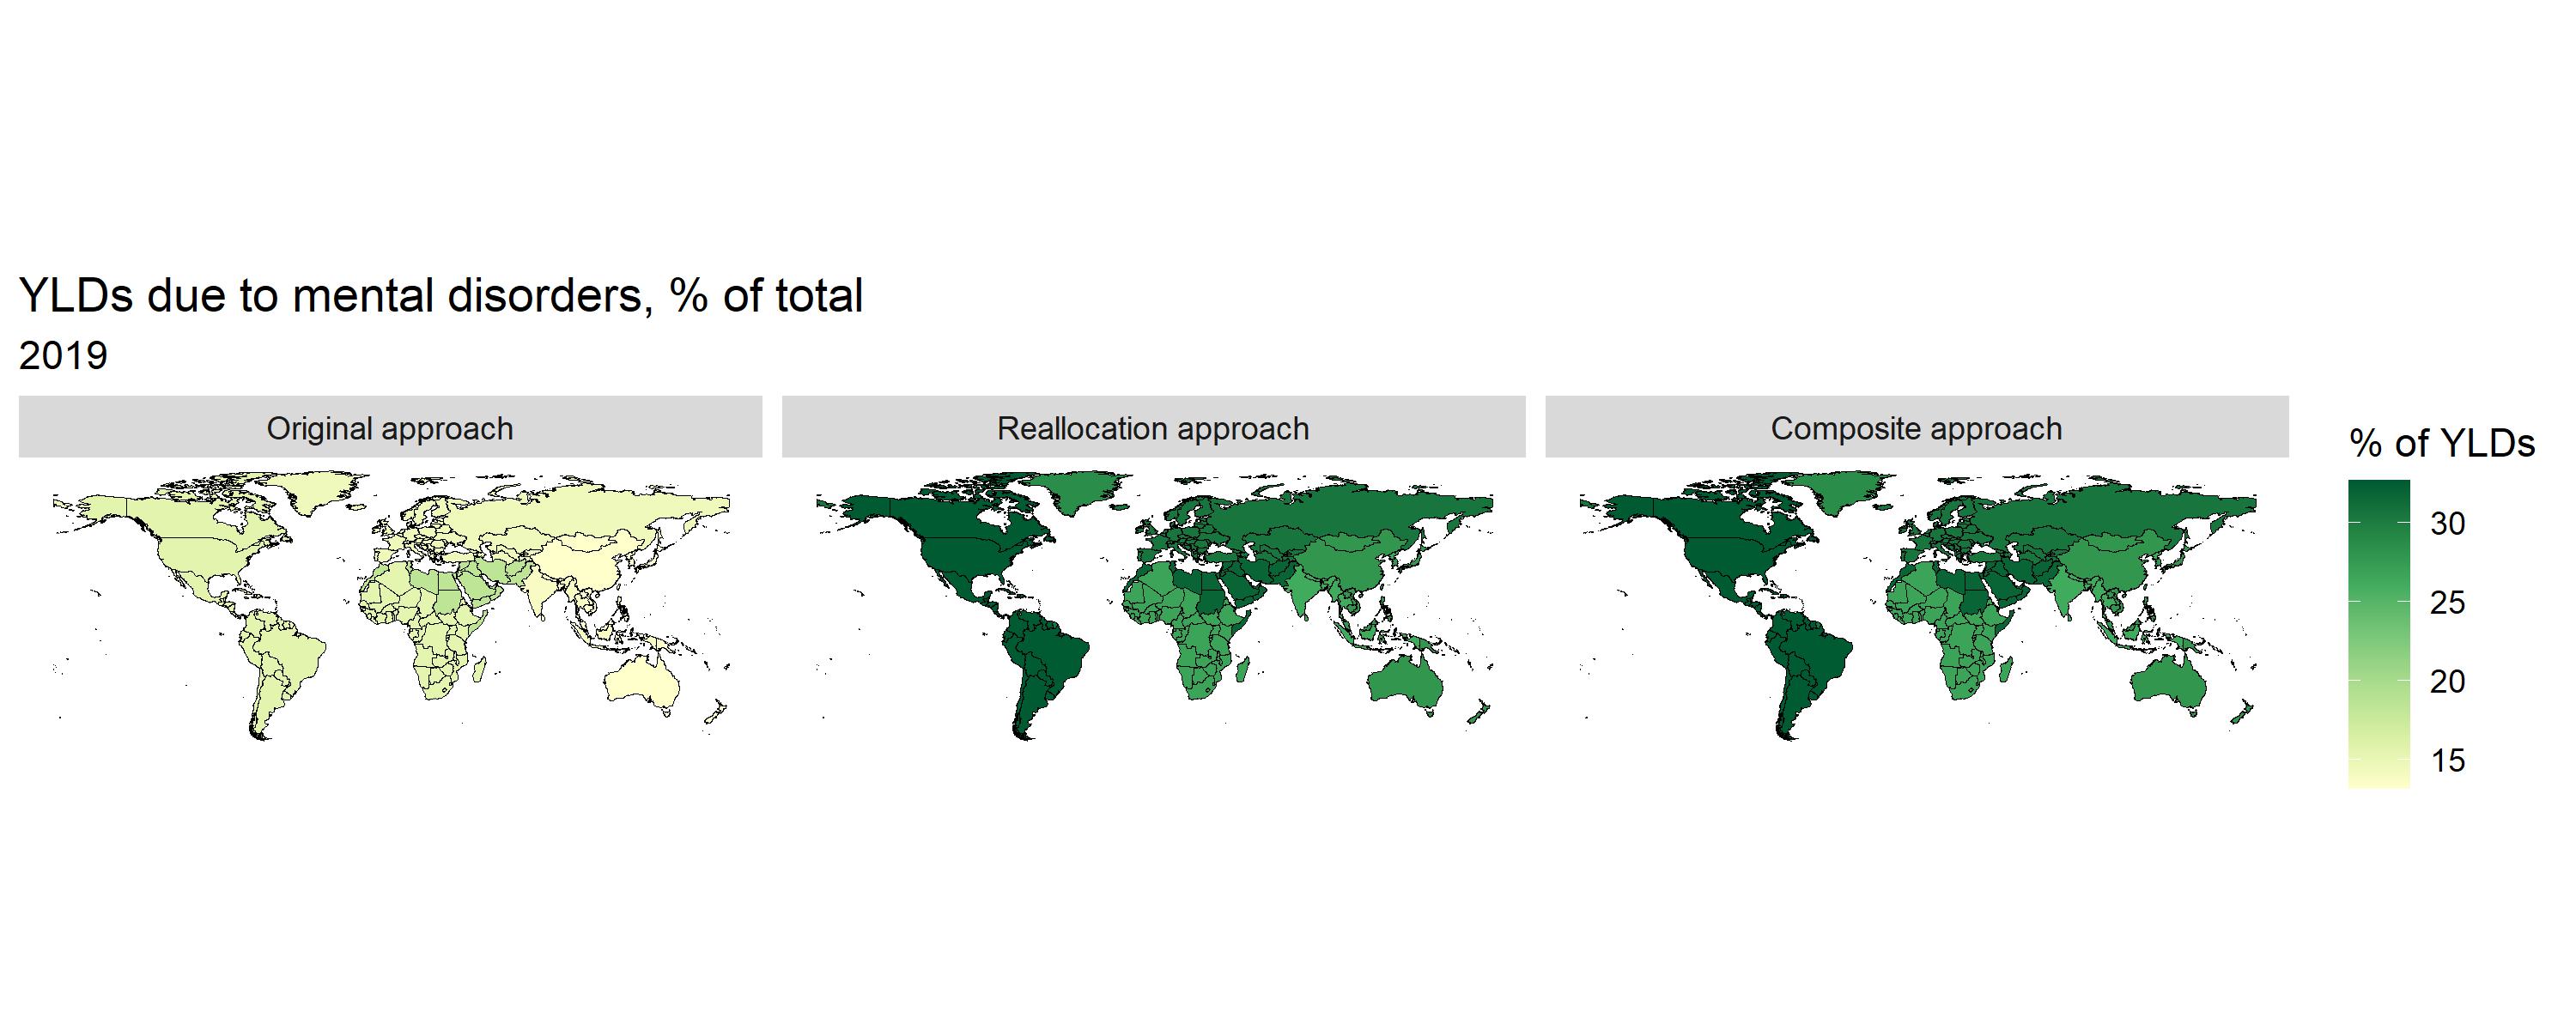 YLDs due to mental disorders, % of total
2019
Original approach
Reallocation approach
Composite approach
% of YLDs
30
25
20
15